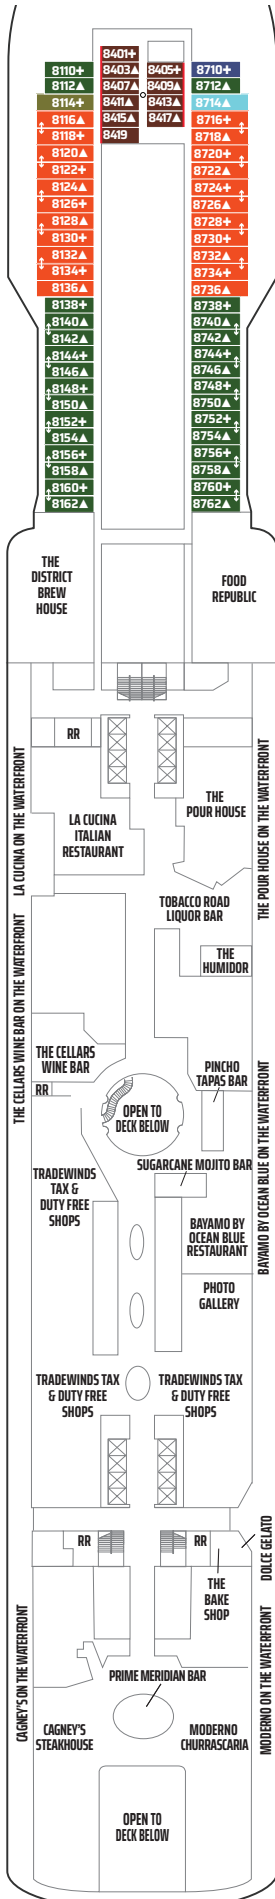 8401+
8110+ 8403▲ 8405+ 8710+
8112▲ 8407▲ 8409▲ 8712▲
8114+ 8411▲ 8413▲ 8714▲
8116▲ 8415▲ 8417▲ 8716+
8118+ 8419 8718▲
8120▲ 8720+
8122+ 8722▲
8124▲ 8724+
8126+ 8726▲
8128▲ 8728+
8130+ 8730+
8132▲ 8732▲
8134+ 8734+
8136▲ 8736▲
8138+ 8738+
8140▲ 8740▲
8142▲ 8742▲
8144+ 8744+
8146▲ 8746▲
8148+ 8748+
8150▲ 8750▲
8152+ 8752+
8154▲ 8754▲
8156+ 8756+
8158▲ 8758▲
8160+ 8760+
8162▲ 8762▲
THE
DISTRICT
BREW
HOUSE
FOOD
REPUBLIC
RR
LA CUCINA ON THE WATERFRONT
LA CUCINA
ITALIAN
RESTAURANT
THE
POUR HOUSE
THE POUR HOUSE ON THE WATERFRONT
TOBACCO ROAD
LIQUOR BAR
THE
HUMIDOR
THE CELLARS WINE BAR ON THE WATERFRONT
THE CELLARS
WINE BAR
RR
PINCHO
TAPAS BAR
OPEN TO
DECK BELOW
SUGARCANE MOJITO BAR
TRADEWINDS
TAX &
DUTY FREE
SHOPS
BAYAMO BY
OCEAN BLUE
RESTAURANT
BAYAMO BY OCEAN BLUE ON THE WATERFRONT
PHOTO
GALLERY
TRADEWINDS TAX
& DUTY FREE
SHOPS
TRADEWINDS TAX
& DUTY FREE
SHOPS
RR
RR
DOLCE GELATO
THE
BAKE
SHOP
CAGNEY'S ON THE WATERFRONT
PRIME MERIDIAN BAR
CAGNEY'S
STEAKHOUSE
MODERNO
CHURRASCARIA
MODERNO ON THE WATERFRONT
OPEN TO
DECK BELOW